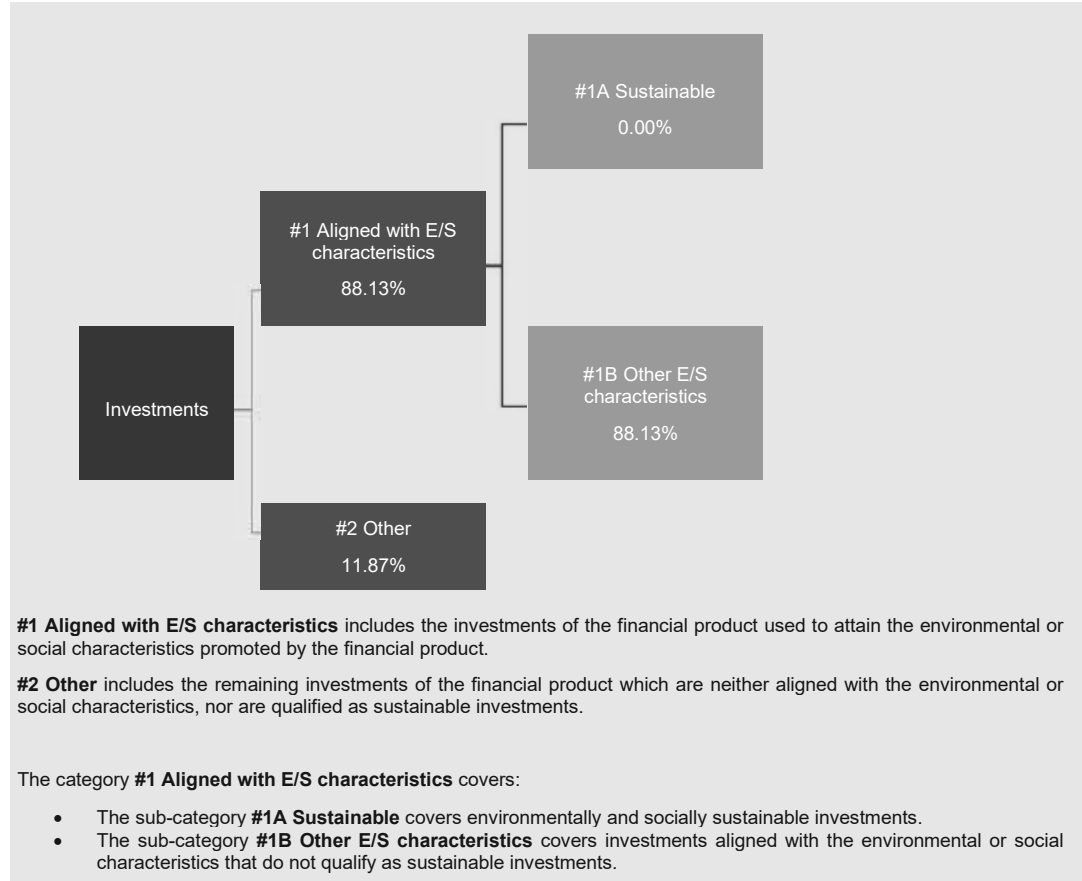 #1A Sustainable
0.00%
#1 Aligned with E/S
characteristics
88.13%
#1B Other E/S
characteristics
88.13%
Investments
#2 Other
11.87%
#1 Aligned with E/S characteristics includes the investments of the financial product used to attain the environmental or
social characteristics promoted by the financial product.
#2 Other includes the remaining investments of the financial product which are neither aligned with the environmental or
social characteristics, nor are qualified as sustainable investments.
The category #1 Aligned with E/S characteristics covers:
• The sub-category #1A Sustainable covers environmentally and socially sustainable investments.
• The sub-category #1B Other E/S characteristics covers investments aligned with the environmental or social
characteristics that do not qualify as sustainable investments.